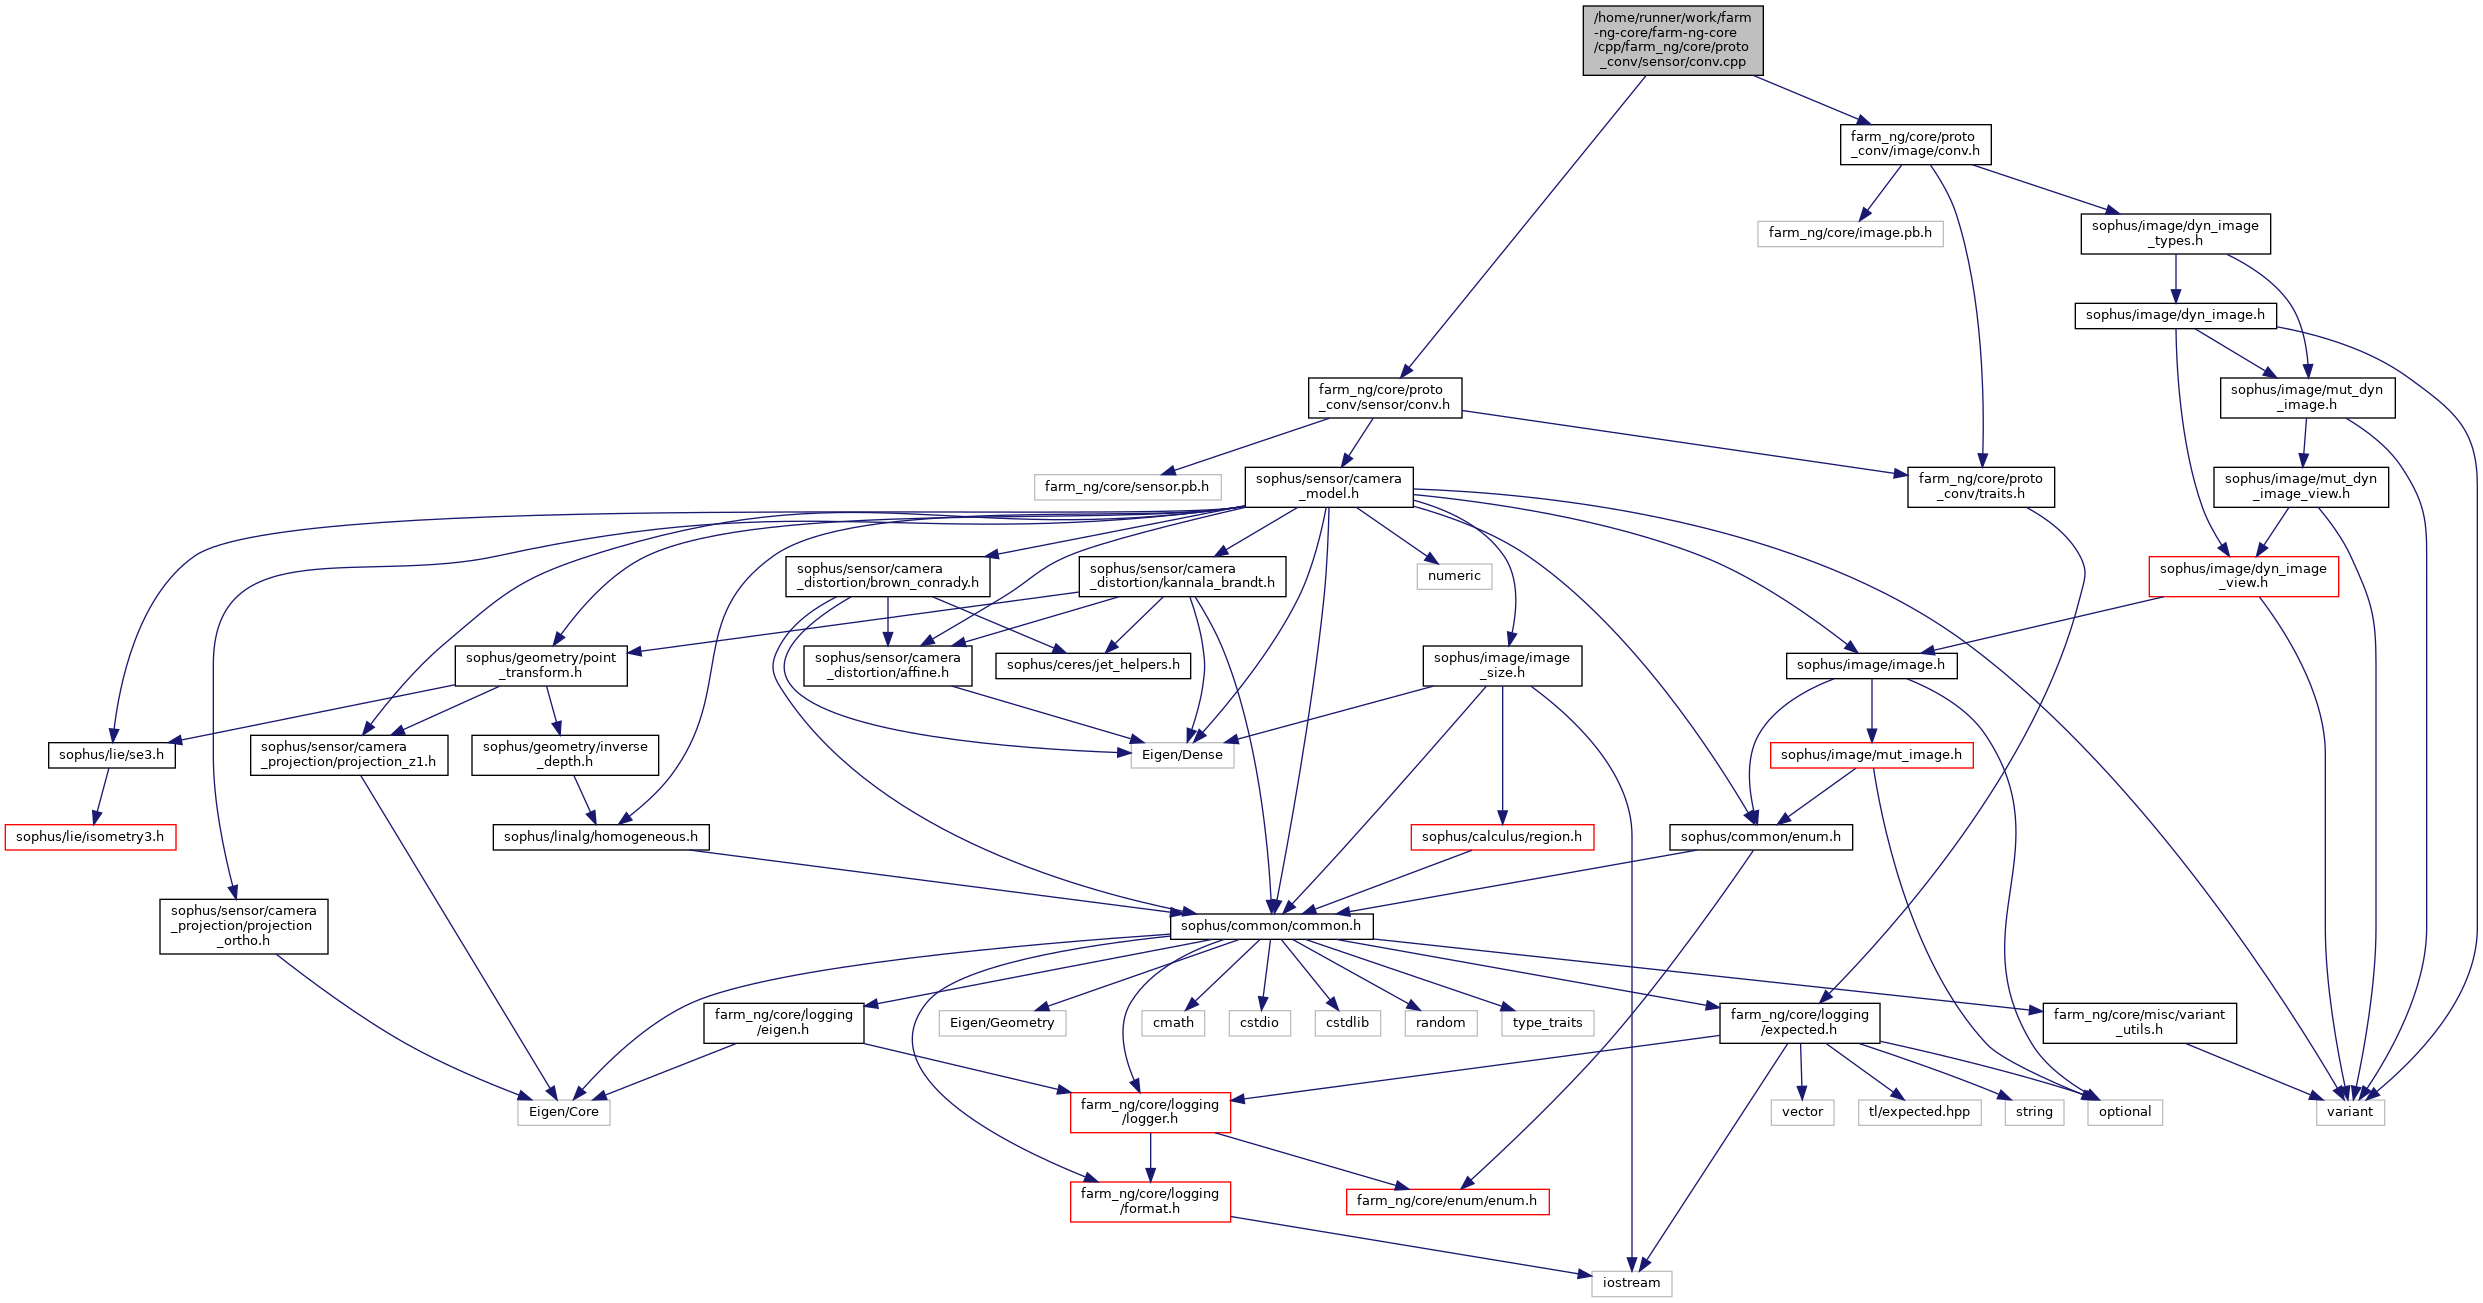 /home/runner/work/farm
-ng-core/farm-ng-core
/cpp/farm_ng/core/proto
_conv/sensor/conv.cpp
farm_ng/core/proto
_conv/image/conv.h
farm_ng/core/image.pb.h
sophus/image/dyn_image
_types.h
sophus/image/dyn_image.h
farm_ng/core/proto
_conv/sensor/conv.h
sophus/image/mut_dyn
_image.h
farm_ng/core/sensor.pb.h
sophus/sensor/camera
_model.h
farm_ng/core/proto
_conv/traits.h
sophus/image/mut_dyn
_image_view.h
sophus/sensor/camera
_distortion/brown_conrady.h
sophus/sensor/camera
_distortion/kannala_brandt.h
numeric
sophus/image/dyn_image
_view.h
sophus/geometry/point
_transform.h
sophus/sensor/camera
_distortion/affine.h
sophus/ceres/jet_helpers.h
sophus/image/image
_size.h
sophus/image/image.h
sophus/lie/se3.h
sophus/sensor/camera
_projection/projection_z1.h
sophus/geometry/inverse
_depth.h
Eigen/Dense
sophus/image/mut_image.h
sophus/lie/isometry3.h
sophus/linalg/homogeneous.h
sophus/calculus/region.h
sophus/common/enum.h
sophus/sensor/camera
_projection/projection
_ortho.h
sophus/common/common.h
farm_ng/core/logging
/eigen.h
Eigen/Geometry
cmath
cstdio
cstdlib
random
type_traits
farm_ng/core/logging
/expected.h
farm_ng/core/misc/variant
_utils.h
Eigen/Core
farm_ng/core/logging
/logger.h
vector
tl/expected.hpp
string
optional
variant
farm_ng/core/logging
/format.h
farm_ng/core/enum/enum.h
iostream